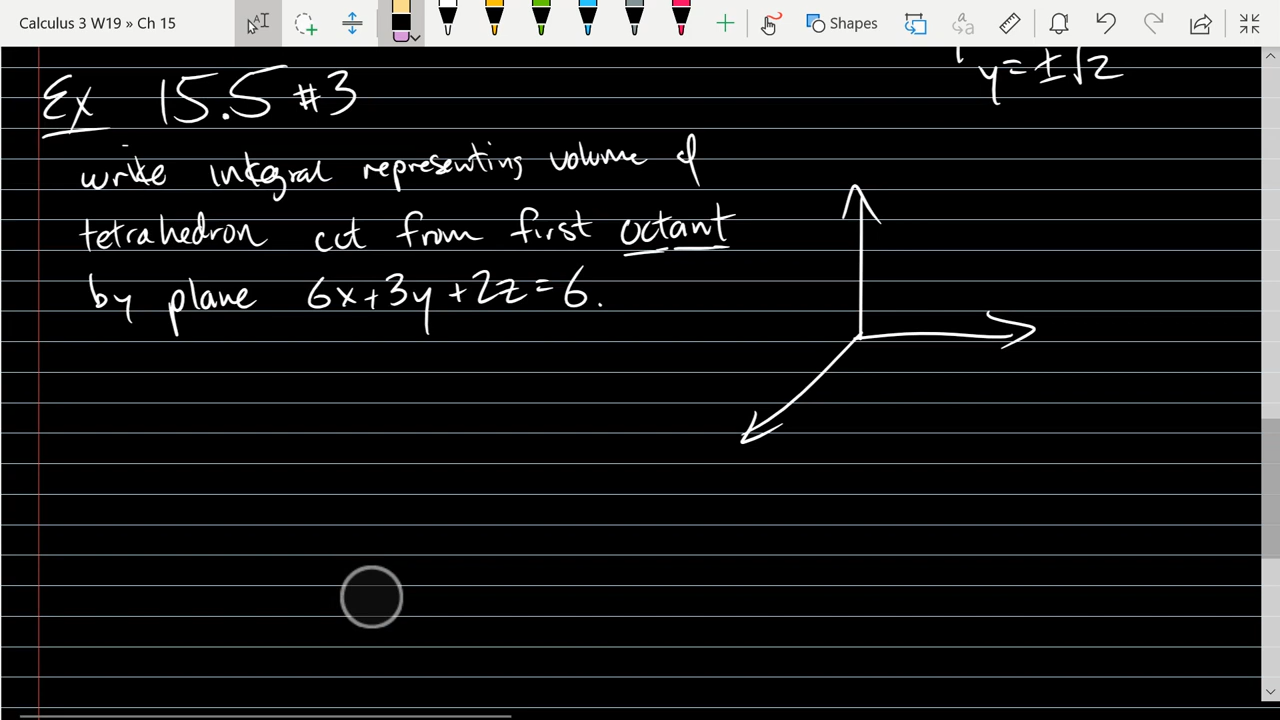 Calculus 3 W19 » Ch 15
Shapes
y=±√2
Ex 15.5 #3
write integral representing volume of
tetrahedron cut from first octant
by plane 6x+3y+2z=6.